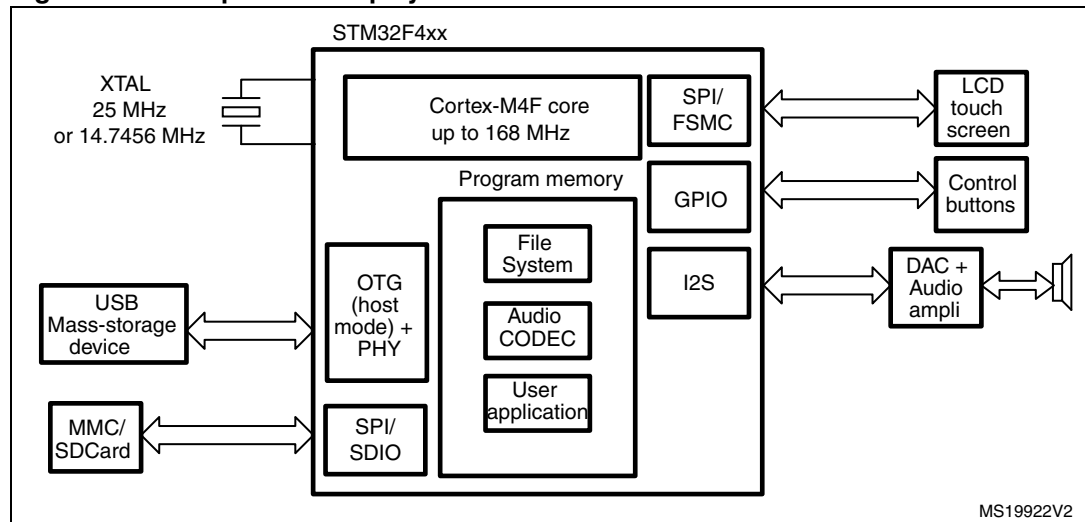 STM32F4xx
XTAL
25 MHz
or 14.7456 MHz
Cortex-M4F core
up to 168 MHz
SPI/
FSMC
LCD
touch
screen
Program memory
GPIO
Control
buttons
File
System
I2S
DAC +
Audio
ampli
OTG
(host
mode) +
PHY
USB
Mass-storage
device
Audio
CODEC
User
application
MMC/
SDCard
SPI/
SDIO
MS19922V2